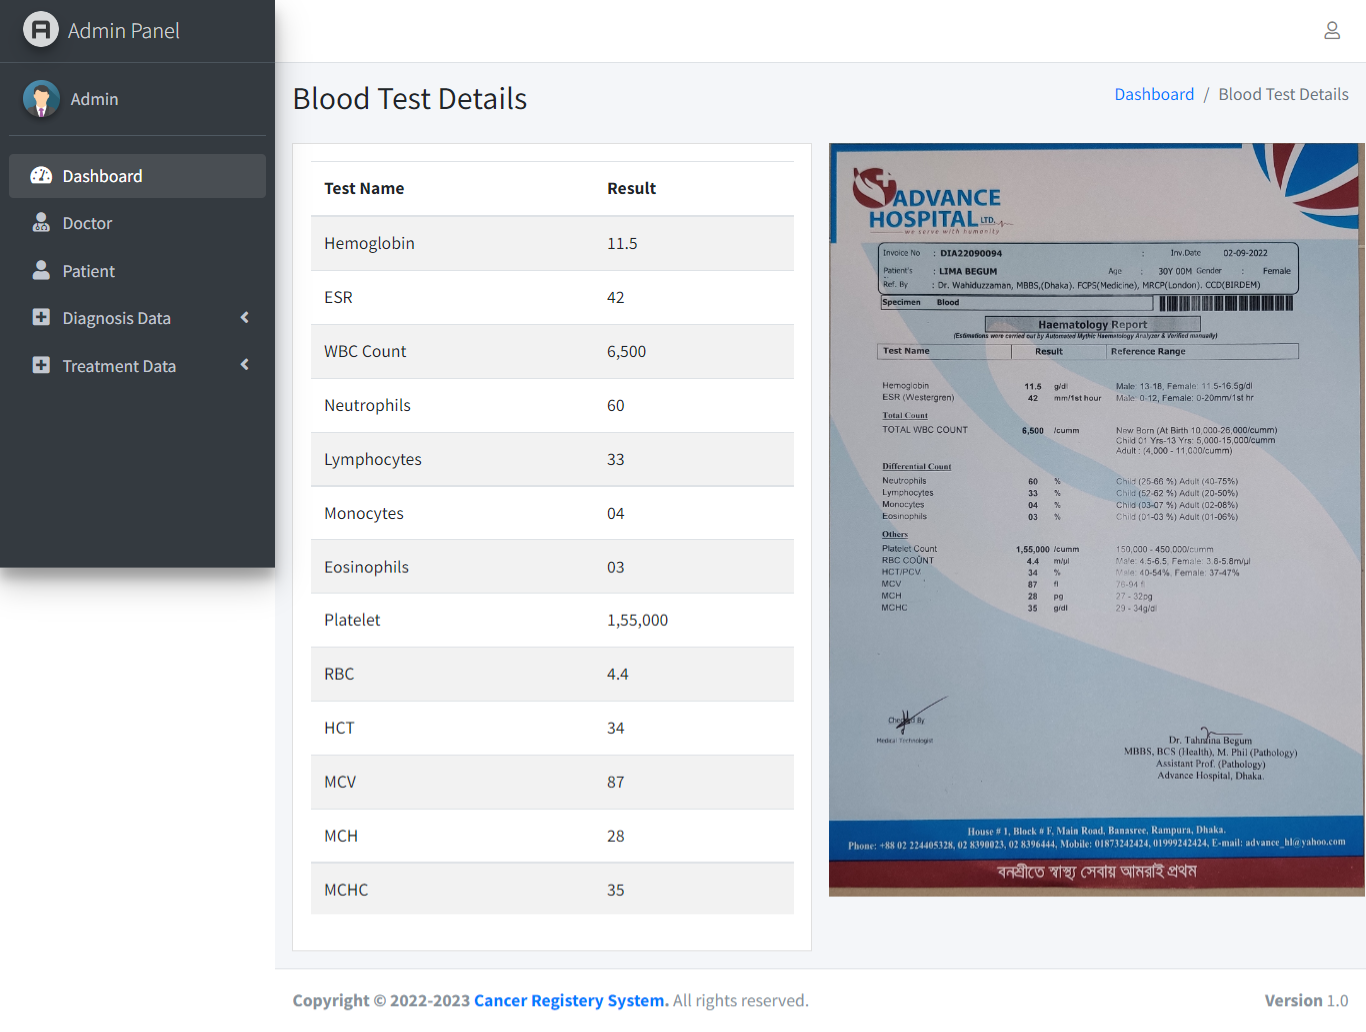 Admin Panel
Admin
Dashboard
Doctor
Patient
Diagnosis Data
Treatment Data
Blood Test Details
Dashboard / Blood Test Details
Test Name Result
Hemoglobin 11.5
ESR 42
WBC Count 6,500
Neutrophils 60
Lymphocytes 33
Monocytes 04
Eosinophils 03
Platelet 1,55,000
RBC 4.4
HCT 34
MCV 87
MCH 28
MCHC 35
ADVANCE
HOSPITAL LTD.
we serve with humanity
Invoice No : DIA22090094 : Inv.Date 02-09-2022
Patient's : LIMA BEGUM Age : 30Y 00M Gender : Female
Ref. By : Dr. Wahiduzzaman, MBBS,(Dhaka). FCPS(Medicine), MRCP(London). CCD(BIRDEM)
Specimen Blood
Haematology Report
(Estimations were carried out by Automated Mythic Haematology Analyzer & Verified manually)
Test Name Result Reference Range
Hemoglobin 11.5 g/dl Male: 13-18, Female: 11.5-16.5g/dl
ESR (Westergren) 42 mm/1st hour Male: 0-12, Female: 0-20mm/1st hr
Total Count
TOTAL WBC COUNT 6,500 /cumm New Born (At Birth 10,000-26,000/cumm)
Child 01 Yrs-13 Yrs: 5,000-15,000/cumm
Adult : (4,000 - 11,000/cumm)
Differential Count
Neutrophils 60 % Child (25-66 %) Adult (40-75%)
Lymphocytes 33 % Child (52-62 %) Adult (20-50%)
Monocytes 04 % Child (03-07 %) Adult (02-08%)
Eosinophils 03 % Child (01-03 %) Adult (01-06%)
Others
Platelet Count 1,55,000 /cumm 150,000 - 450,000/cumm
RBC COUNT 4.4 m/µl Male: 4.5-6.5, Female: 3.8-5.8m/µl
HCT/PCV 34 % Male: 40-54%, Female: 37-47%
MCV 87 fl 76-94 fl
MCH 28 pg 27 - 32pg
MCHC 35 g/dl 29 - 34g/dl
Checked By
Medical Technologist
Dr. Tahmina Begum
MBBS, BCS (Health), M. Phil (Pathology)
Assistant Prof. (Pathology)
Advance Hospital, Dhaka.
House # 1, Block # F, Main Road, Banasree, Rampura, Dhaka.
Phone: +88 02 224405328, 02 8390023, 02 8396444, Mobile: 01873242424, 01999242424, E-mail: advance_hl@yahoo.com
বনশ্রীতে স্বাস্থ্য সেবায় আমরাই প্রথম
Copyright © 2022-2023 Cancer Registery System. All rights reserved.
Version 1.0